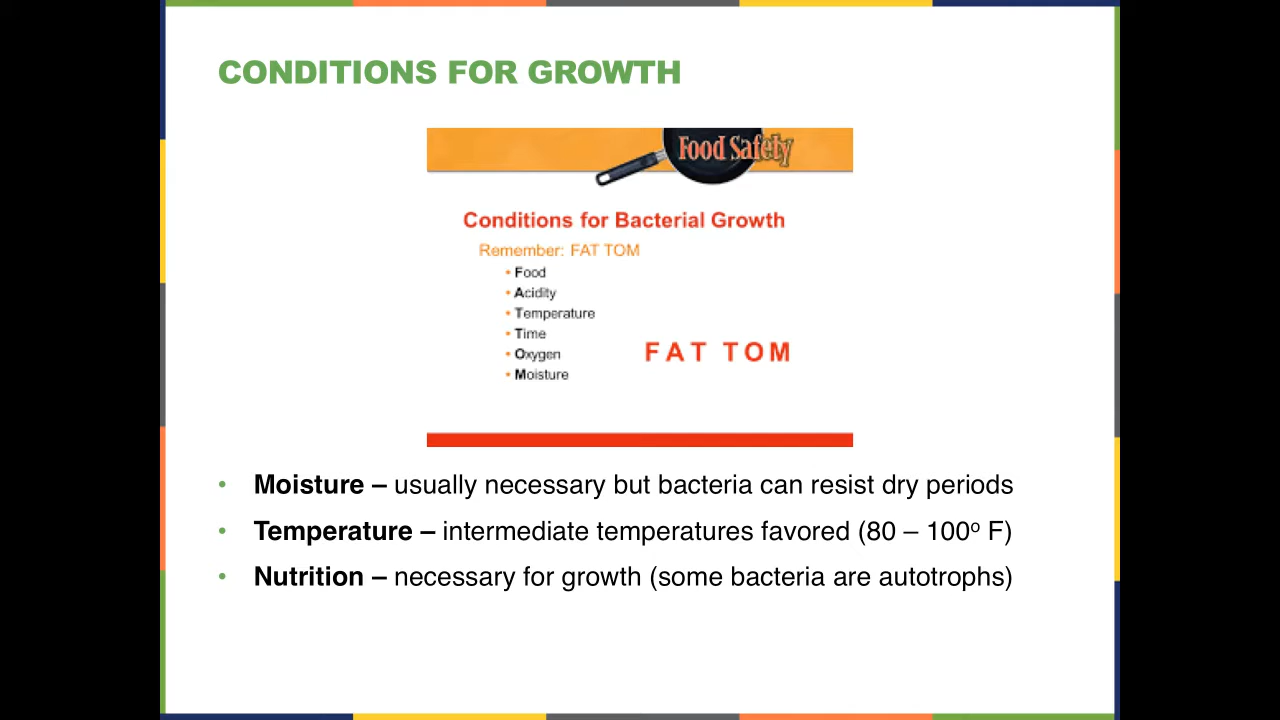 CONDITIONS FOR GROWTH
Food Safety
Conditions for Bacterial Growth
Remember: FAT TOM
• Food
• Acidity
• Temperature
• Time
• Oxygen
• Moisture
FAT TOM
• Moisture – usually necessary but bacteria can resist dry periods
• Temperature – intermediate temperatures favored (80 – 100º F)
• Nutrition – necessary for growth (some bacteria are autotrophs)